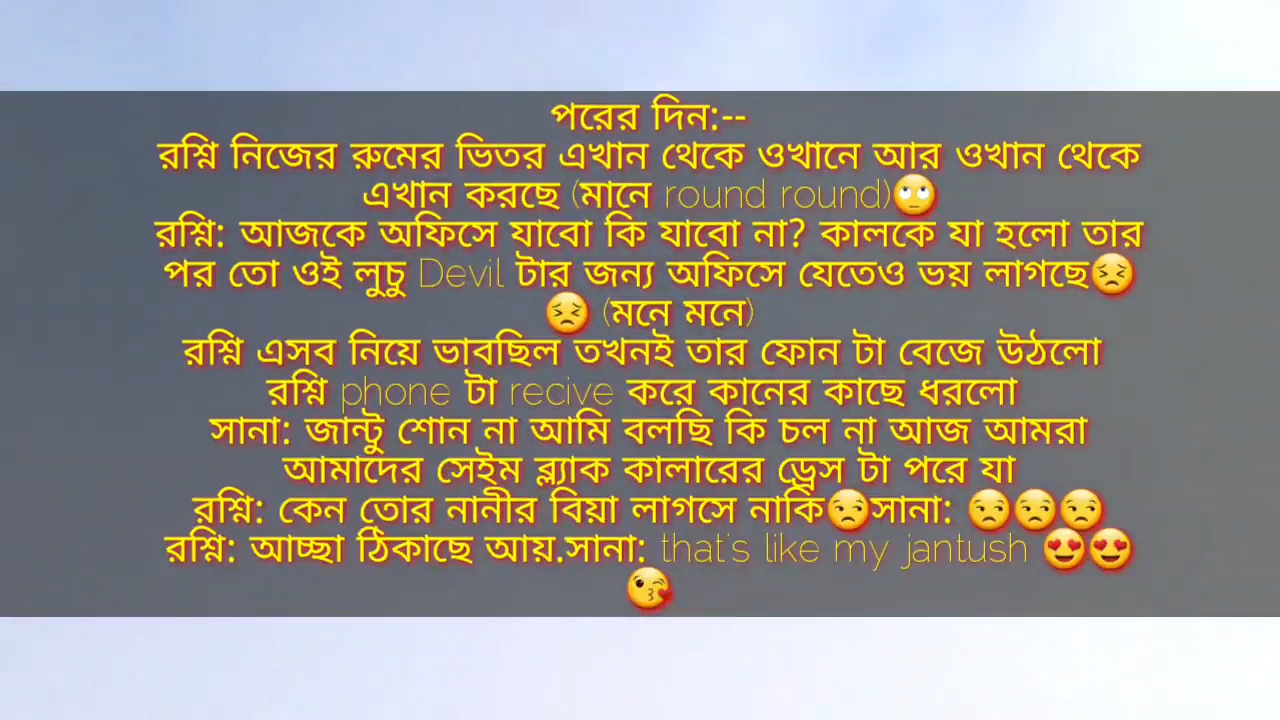 পরের দিন:--
রশ্নি নিজের রুমের ভিতর এখান থেকে ওখানে আর ওখান থেকে
এখান করছে (মানে round round)🙄
রশ্নি: আজকে অফিসে যাবো কি যাবো না? কালকে যা হলো তার
পর তো ওই লুচু Devil টার জন্য অফিসে যেতেও ভয় লাগছে😣
😣 (মনে মনে)
রশ্নি এসব নিয়ে ভাবছিল তখনই তার ফোন টা বেজে উঠলো
রশ্নি phone টা recive করে কানের কাছে ধরলো
সানা: জান্টু শোন না আমি বলছি কি চল না আজ আমরা
আমাদের সেইম ব্ল্যাক কালারের ড্রেস টা পরে যা
রশ্নি: কেন তোর নানীর বিয়া লাগসে নাকি😒সানা: 😒😒😒
রশ্নি: আচ্ছা ঠিকাছে আয়.সানা: that's like my jantush 😍😍
😘